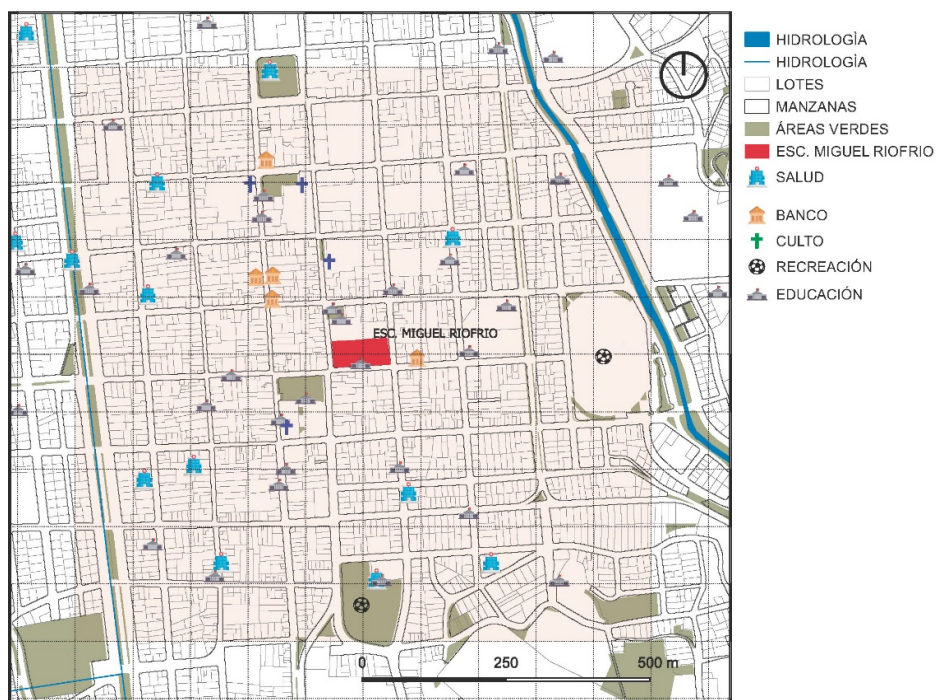 HIDROLOGÌA
HIDROLOGÌA
LOTES
MANZANAS
ÁREAS VERDES
ESC. MIGUEL RIOFRIO
SALUD
BANCO
CULTO
RECREACIÓN
EDUCACIÓN
ESC. MIGUEL RIOFRIO
0 250 500 m